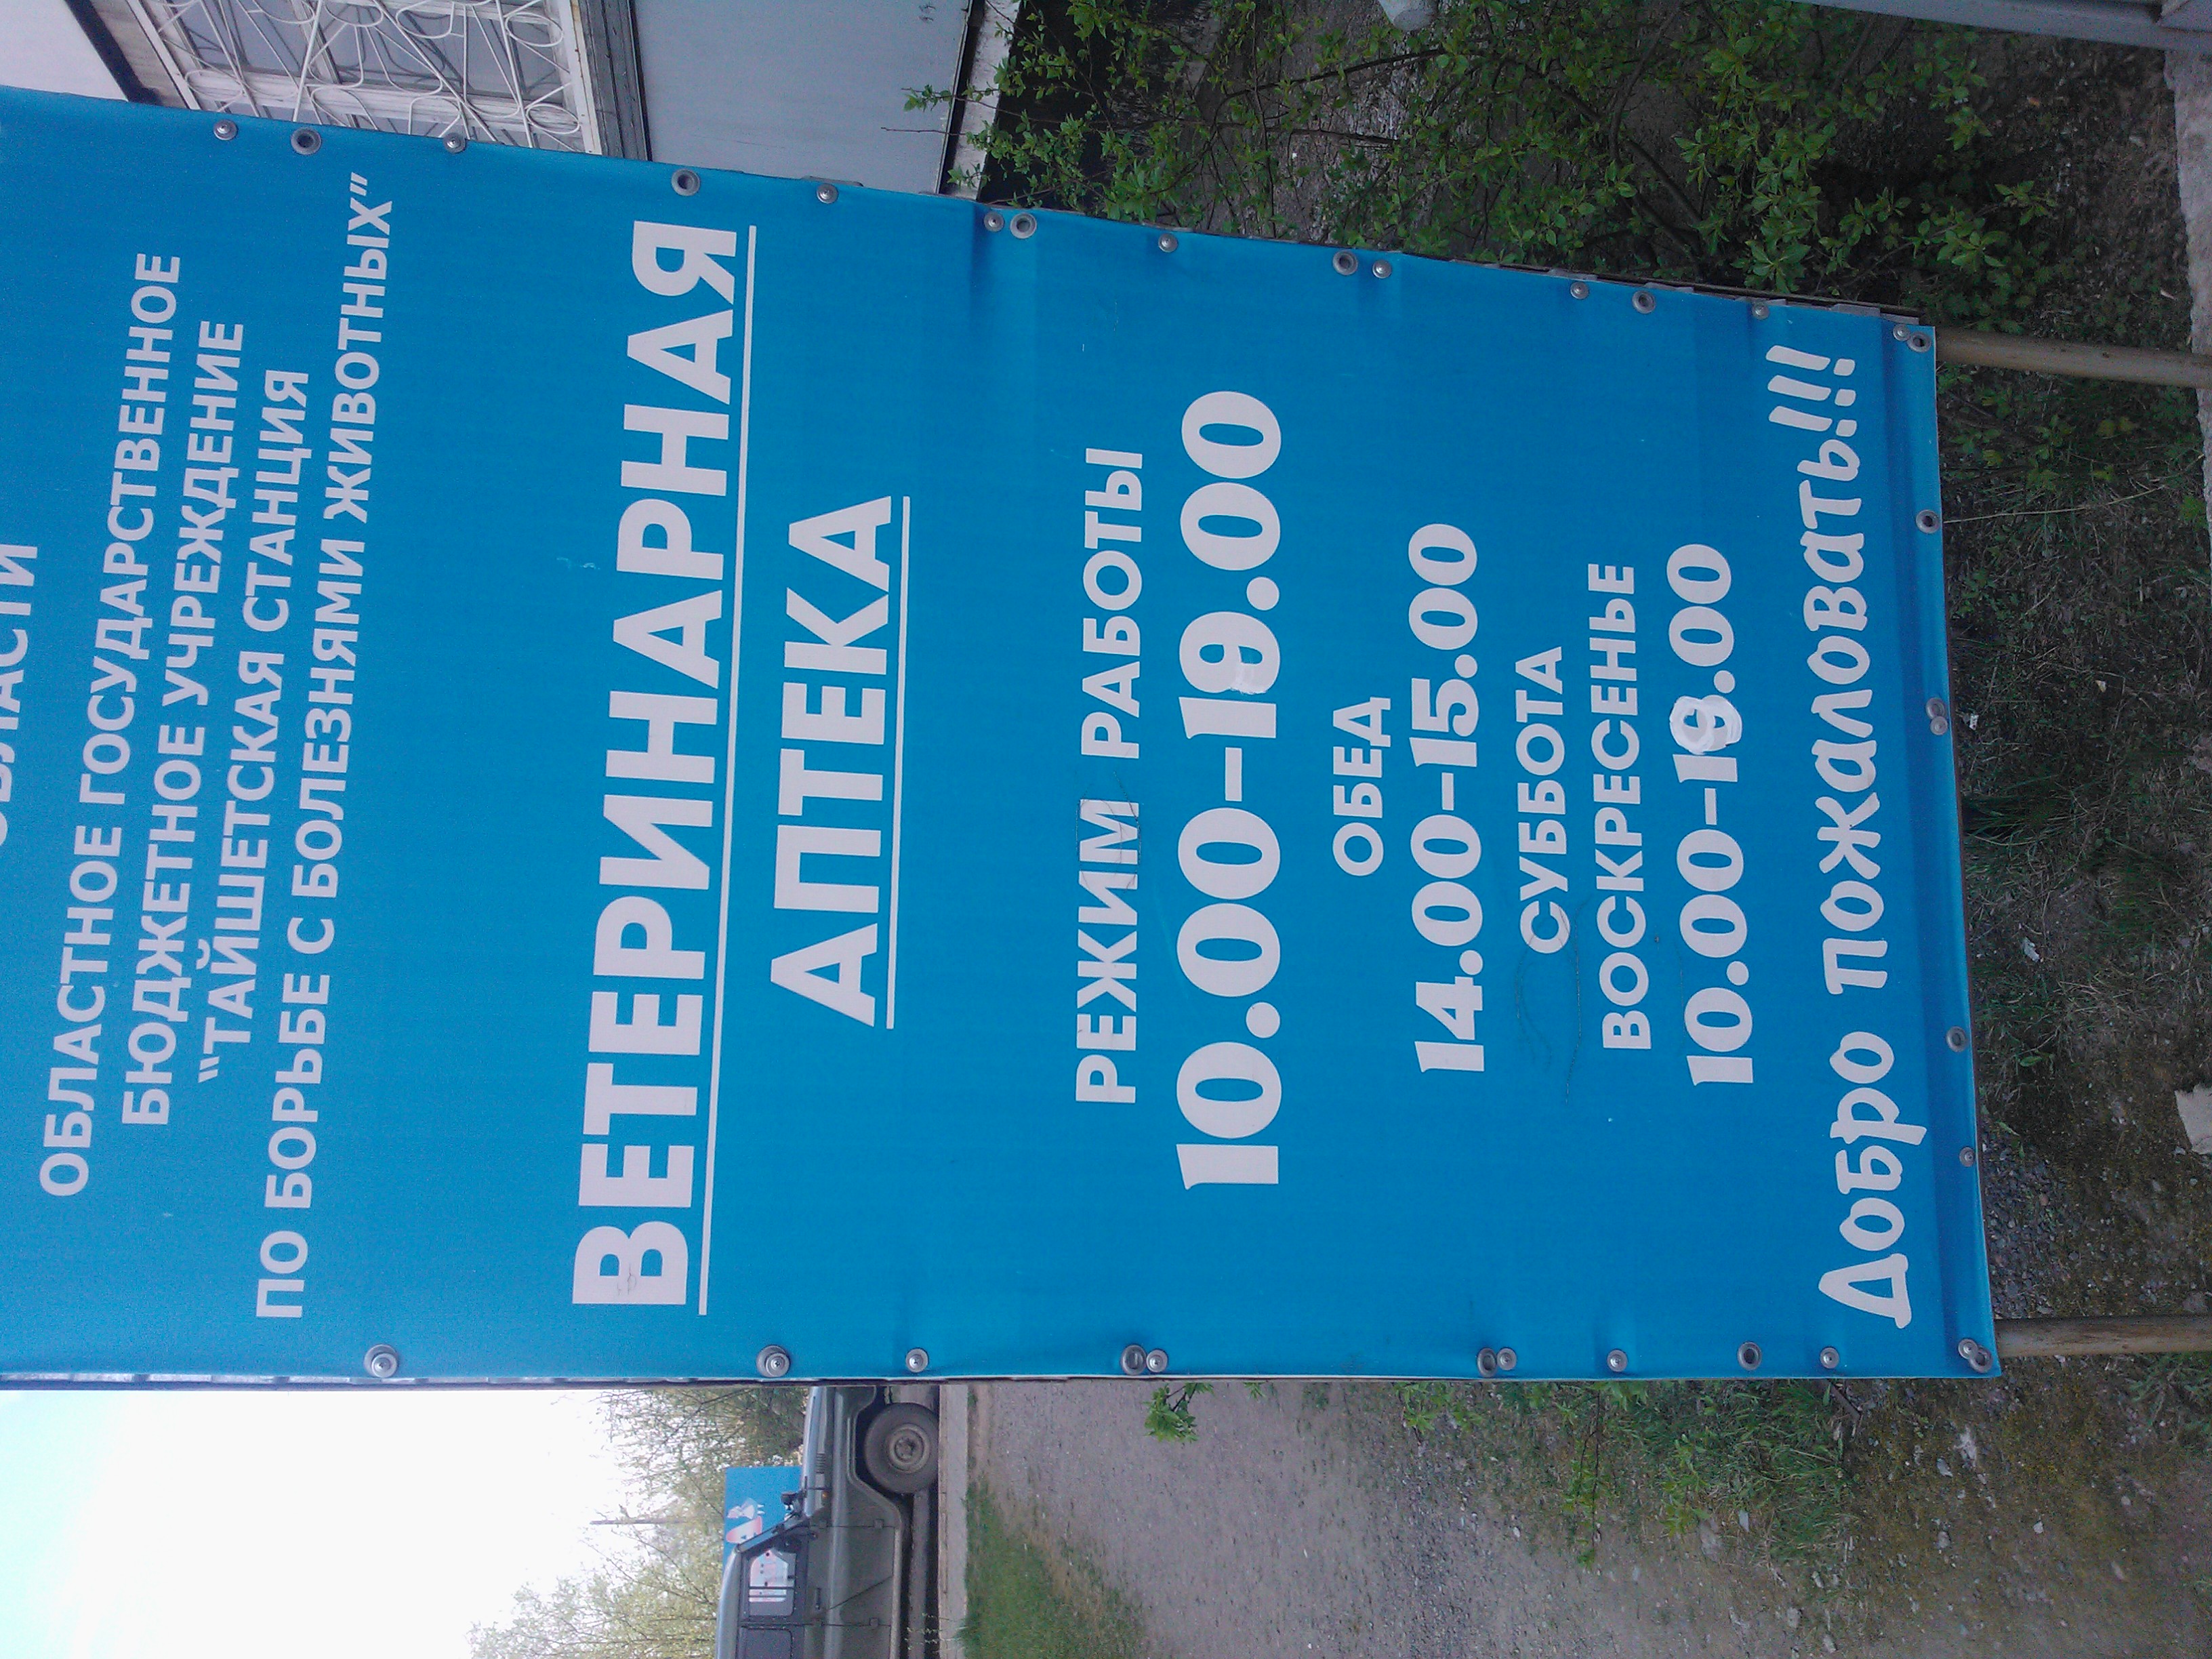 ОБЛАСТИ
ОБЛАСТНОЕ ГОСУДАРСТВЕННОЕ
БЮДЖЕТНОЕ УЧРЕЖДЕНИЕ
"ТАЙШЕТСКАЯ СТАНЦИЯ
ПО БОРЬБЕ С БОЛЕЗНЯМИ ЖИВОТНЫХ"
ВЕТЕРИНАРНАЯ
АПТЕКА
РЕЖИМ РАБОТЫ
10.00-19.00
ОБЕД
14.00-15.00
СУББОТА
ВОСКРЕСЕНЬЕ
10.00-19.00
Добро пожаловать!!!